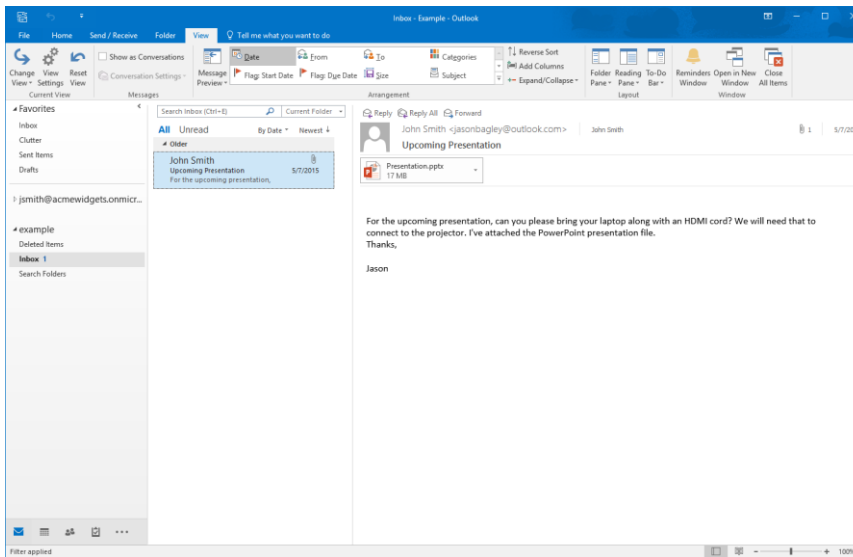 Inbox - Example - Outlook
File Home Send / Receive Folder View Tell me what you want to do
Change View View Settings Reset View
Current View
Show as Conversations
Conversation Settings
Messages
Message Preview
Date From To Categories
Flag: Start Date Flag: Due Date Size Subject
Arrangement
Reverse Sort
Add Columns
Expand/Collapse
Folder Pane Reading Pane To-Do Bar
Layout
Reminders Window Open in New Window Close All Items
Window
Favorites
Inbox
Clutter
Sent Items
Drafts
jsmith@acmewidgets.onmicr...
example
Deleted Items
Inbox 1
Search Folders
Search Inbox (Ctrl+E) Current Folder
All Unread By Date Newest
Older
John Smith
Upcoming Presentation 5/7/2015
For the upcoming presentation,
Reply Reply All Forward
John Smith <jasonbagley@outlook.com> John Smith 1 5/7/20
Upcoming Presentation
Presentation.pptx
17 MB
For the upcoming presentation, can you please bring your laptop along with an HDMI cord? We will need that to
connect to the projector. I've attached the PowerPoint presentation file.
Thanks,
Jason
Filter applied 100%